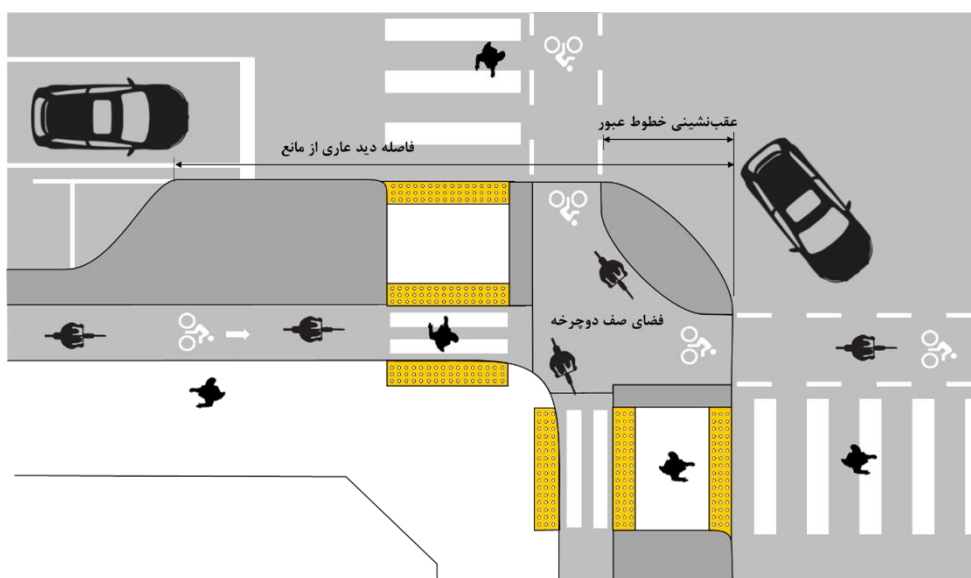 عقب‌نشینی خطوط عبور
فاصله دید عاری از مانع
فضای صف دوچرخه